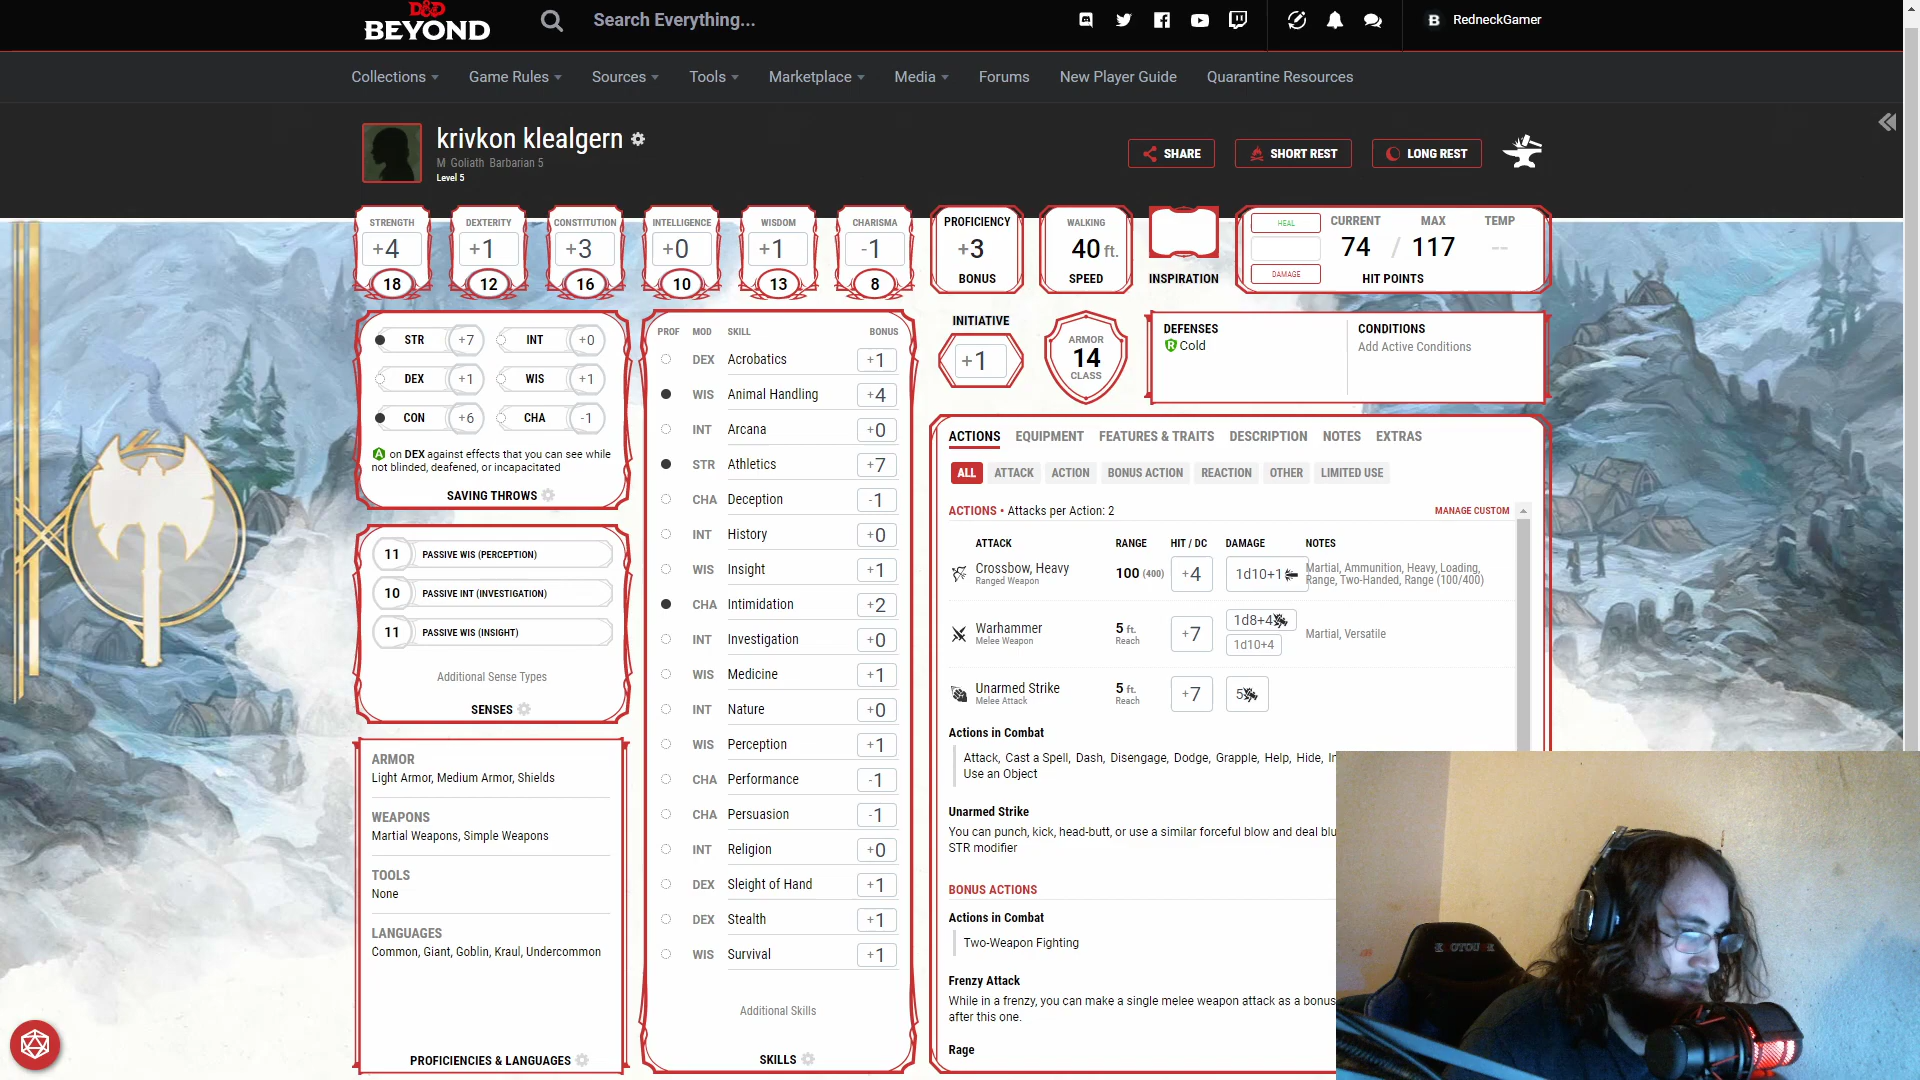 D&D
BEYOND
Search Everything...
B RedneckGamer
Collections Game Rules Sources Tools Marketplace Media Forums New Player Guide Quarantine Resources
krivkon klealgern
M Goliath Barbarian 5
Level 5
SHARE SHORT REST LONG REST
STRENGTH +4 18
DEXTERITY +1 12
CONSTITUTION +3 16
INTELLIGENCE +0 10
WISDOM +1 13
CHARISMA -1 8
PROFICIENCY +3 BONUS
WALKING 40 ft. SPEED
INSPIRATION
HEAL
DAMAGE
CURRENT MAX TEMP
74 / 117 --
HIT POINTS
STR +7 INT +0
DEX +1 WIS +1
CON +6 CHA -1
A on DEX against effects that you can see while
not blinded, deafened, or incapacitated
SAVING THROWS
11 PASSIVE WIS (PERCEPTION)
10 PASSIVE INT (INVESTIGATION)
11 PASSIVE WIS (INSIGHT)
Additional Sense Types
SENSES
ARMOR
Light Armor, Medium Armor, Shields
WEAPONS
Martial Weapons, Simple Weapons
TOOLS
None
LANGUAGES
Common, Giant, Goblin, Kraul, Undercommon
PROFICIENCIES & LANGUAGES
PROF MOD SKILL BONUS
DEX Acrobatics +1
WIS Animal Handling +4
INT Arcana +0
STR Athletics +7
CHA Deception -1
INT History +0
WIS Insight +1
CHA Intimidation +2
INT Investigation +0
WIS Medicine +1
INT Nature +0
WIS Perception +1
CHA Performance -1
CHA Persuasion -1
INT Religion +0
DEX Sleight of Hand +1
DEX Stealth +1
WIS Survival +1
Additional Skills
SKILLS
INITIATIVE
+1
ARMOR
14
CLASS
DEFENSES
R Cold
CONDITIONS
Add Active Conditions
ACTIONS EQUIPMENT FEATURES & TRAITS DESCRIPTION NOTES EXTRAS
ALL ATTACK ACTION BONUS ACTION REACTION OTHER LIMITED USE
ACTIONS • Attacks per Action: 2 MANAGE CUSTOM
ATTACK RANGE HIT / DC DAMAGE NOTES
Crossbow, Heavy 100 (400) +4 1d10+1 Martial, Ammunition, Heavy, Loading,
Ranged Weapon Range, Two-Handed, Range (100/400)
Warhammer 5 ft. +7 1d8+4 Martial, Versatile
Melee Weapon Reach 1d10+4
Unarmed Strike 5 ft. +7 5
Melee Attack Reach
Actions in Combat
Attack, Cast a Spell, Dash, Disengage, Dodge, Grapple, Help, Hide,
Use an Object
Unarmed Strike
You can punch, kick, head-butt, or use a similar forceful blow and deal
STR modifier
BONUS ACTIONS
Actions in Combat
Two-Weapon Fighting
Frenzy Attack
While in a frenzy, you can make a single melee weapon attack as a bonus
after this one.
Rage